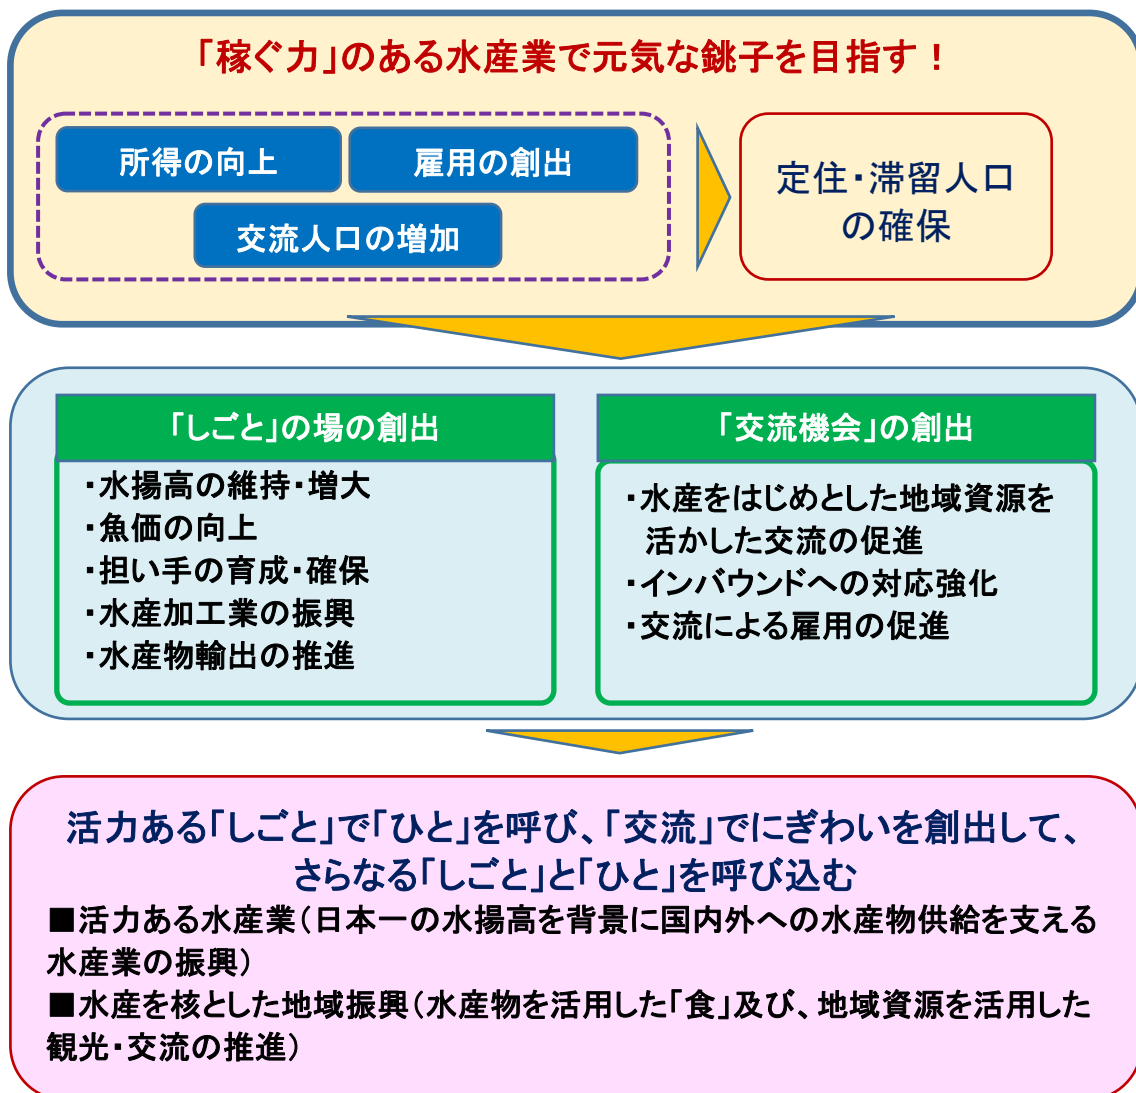 「稼ぐ力」のある水産業で元気な銚子を目指す！
所得の向上
雇用の創出
交流人口の増加
定住・滞留人口
の確保
「しごと」の場の創出
・水揚高の維持・増大
・魚価の向上
・担い手の育成・確保
・水産加工業の振興
・水産物輸出の推進
「交流機会」の創出
・水産をはじめとした地域資源を
活かした交流の促進
・インバウンドへの対応強化
・交流による雇用の促進
活力ある「しごと」で「ひと」を呼び、「交流」でにぎわいを創出して、
さらなる「しごと」と「ひと」を呼び込む
■活力ある水産業（日本一の水揚高を背景に国内外への水産物供給を支える
水産業の振興）
■水産を核とした地域振興（水産物を活用した「食」及び、地域資源を活用した
観光・交流の推進）